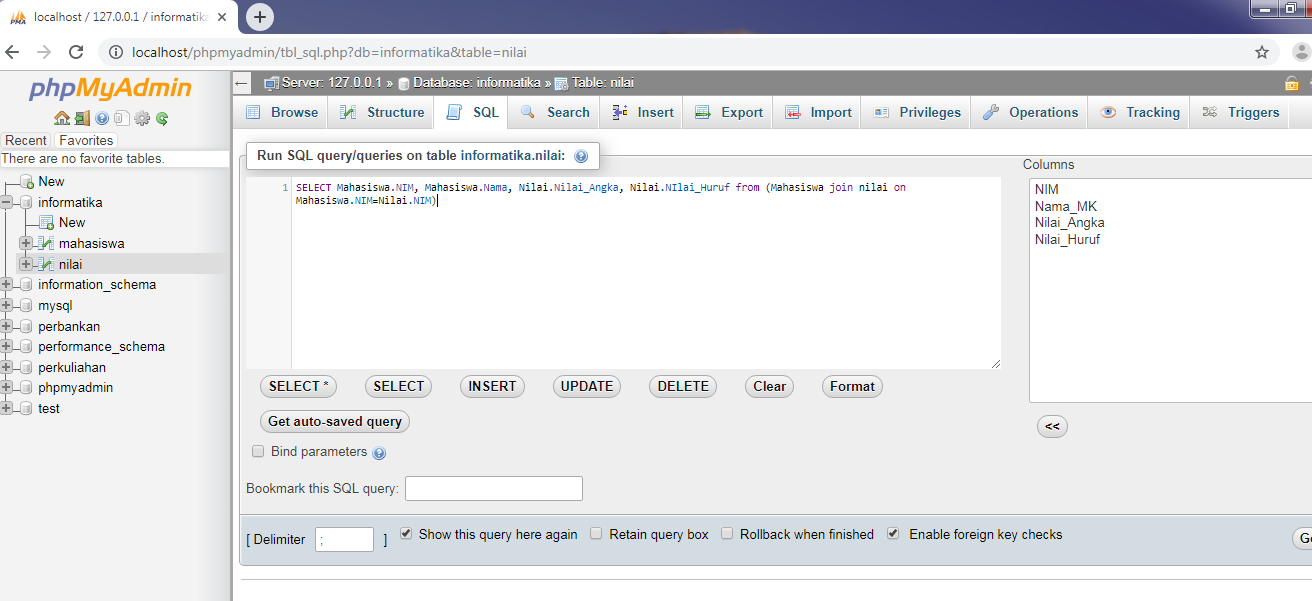 localhost / 127.0.0.1 / informatika
localhost/phpmyadmin/tbl_sql.php?db=informatika&table=nilai
phpMyAdmin
Recent Favorites
There are no favorite tables.
New
informatika
New
mahasiswa
nilai
information_schema
mysql
perbankan
performance_schema
perkuliahan
phpmyadmin
test
Server: 127.0.0.1 » Database: informatika » Table: nilai
Browse Structure SQL Search Insert Export Import Privileges Operations Tracking Triggers
Run SQL query/queries on table informatika.nilai:
1 SELECT Mahasiswa.NIM, Mahasiswa.Nama, Nilai.Nilai_Angka, Nilai.NIlai_Huruf from (Mahasiswa join nilai on
Mahasiswa.NIM=Nilai.NIM)
Columns
NIM
Nama_MK
Nilai_Angka
Nilai_Huruf
SELECT * SELECT INSERT UPDATE DELETE Clear Format
Get auto-saved query
<<
Bind parameters
Bookmark this SQL query:
[ Delimiter ; ] Show this query here again Retain query box Rollback when finished Enable foreign key checks